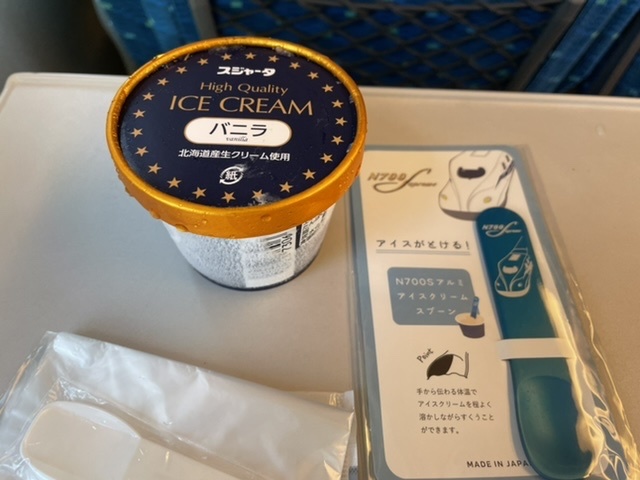 スジャータ
High Quality
ICE CREAM
バニラ
vanilla
北海道産生クリーム使用
紙
N700Supreme
アイスがとける!
N700Sアルミ
アイスクリーム
スプーン
Point
手から伝わる体温で
アイスクリームを程よく
溶かしながらすくうこと
ができます。
MADE IN JAPA
N700S